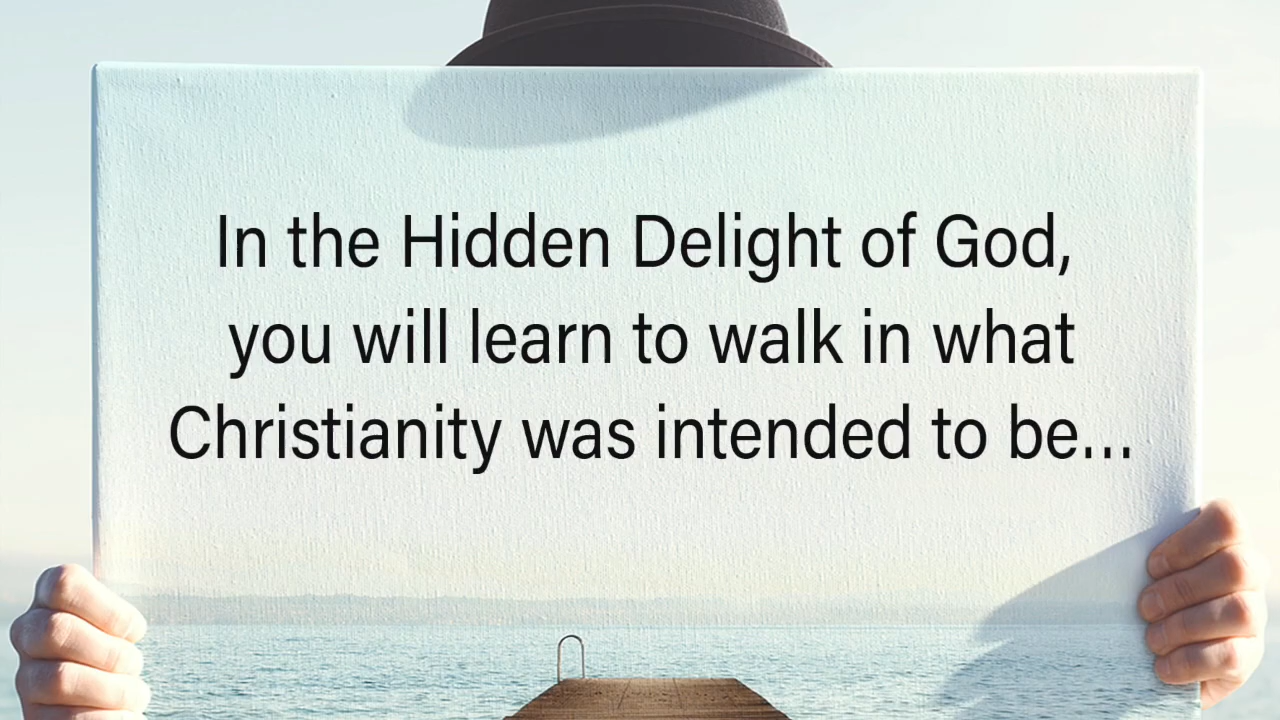 In the Hidden Delight of God,
you will learn to walk in what
Christianity was intended to be...